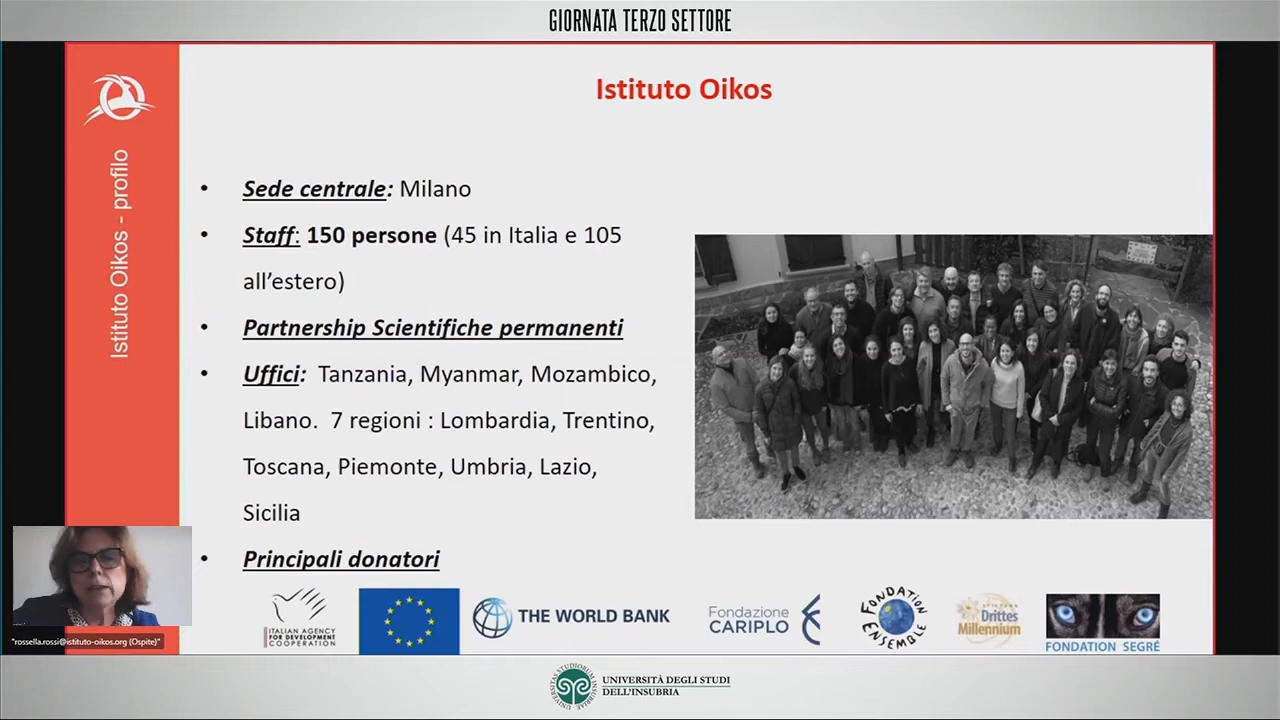 GIORNATA TERZO SETTORE
Istituto Oikos - profilo
Istituto Oikos
• Sede centrale: Milano
• Staff: 150 persone (45 in Italia e 105
all’estero)
• Partnership Scientifiche permanenti
• Uffici: Tanzania, Myanmar, Mozambico,
Libano. 7 regioni : Lombardia, Trentino,
Toscana, Piemonte, Umbria, Lazio,
Sicilia
• Principali donatori
ITALIAN AGENCY
FOR DEVELOPMENT
COOPERATION
THE WORLD BANK
Fondazione
CARIPLO
FONDATION
ENSEMBLE
STIFTUNG
Drittes
Millennium
FONDATION SEGRÉ
"rossella.rossi@istituto-oikos.org (Ospite)"
UNIVERSITÀ DEGLI STUDI
DELL'INSUBRIA